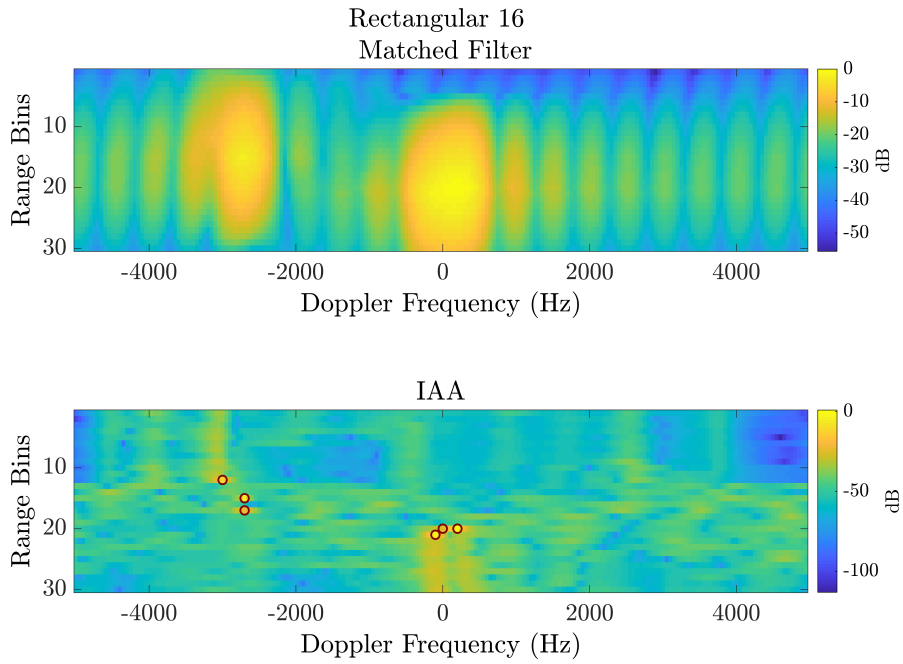 Rectangular 16
Matched Filter
Range Bins
10
20
30
-4000
-2000
0
2000
4000
Doppler Frequency (Hz)
0
-10
-20
-30
-40
-50
dB
IAA
Range Bins
10
20
30
-4000
-2000
0
2000
4000
Doppler Frequency (Hz)
0
-50
-100
dB